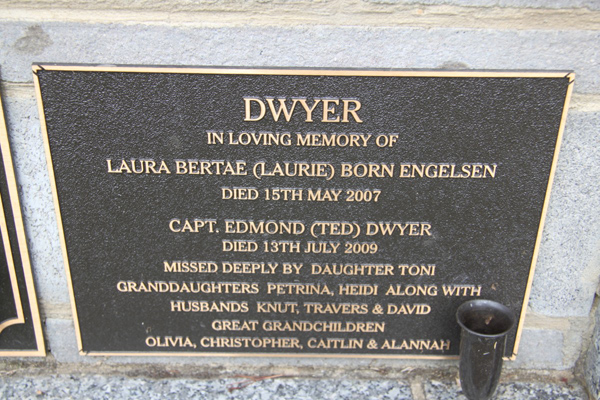 DWYER
IN LOVING MEMORY OF
LAURA BERTAE (LAURIE) BORN ENGELSEN
DIED 15TH MAY 2007
CAPT. EDMOND (TED) DWYER
DIED 13TH JULY 2009
MISSED DEEPLY BY DAUGHTER TONI
GRANDDAUGHTERS PETRINA, HEIDI ALONG WITH
HUSBANDS KNUT, TRAVERS & DAVID
GREAT GRANDCHILDREN
OLIVIA, CHRISTOPHER, CAITLIN & ALANNAH